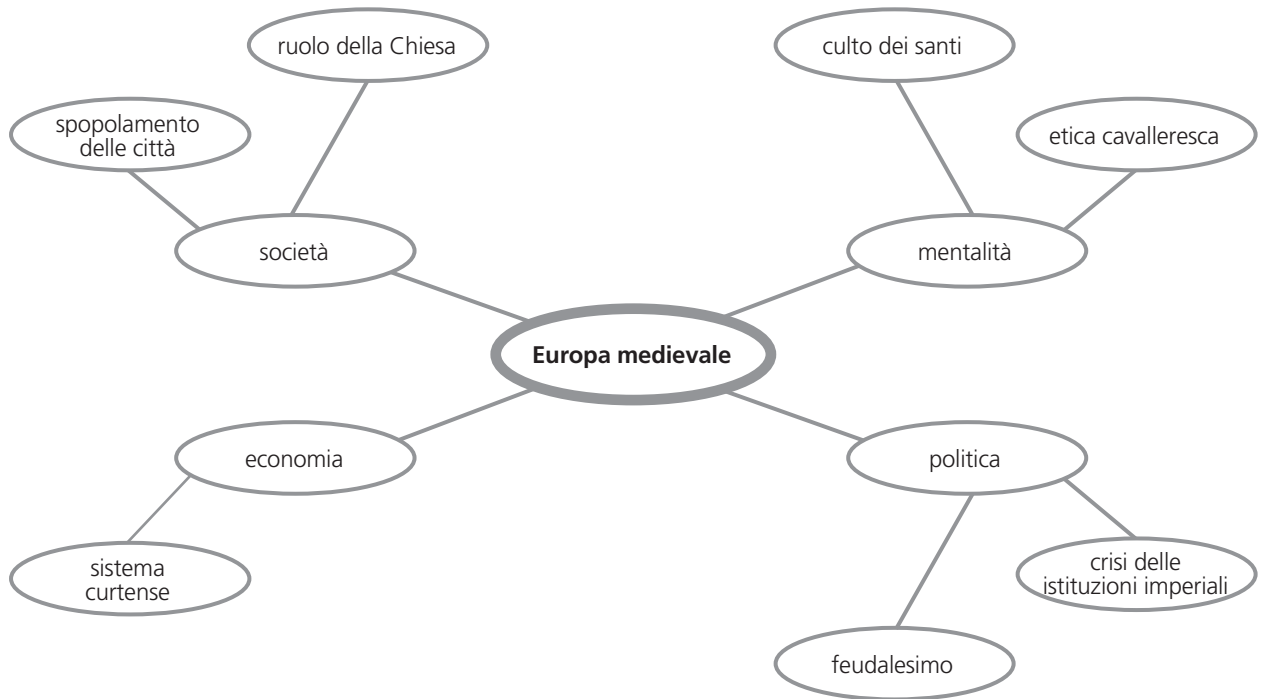 ruolo della Chiesa
culto dei santi
spopolamento
delle città
etica cavalleresca
società
mentalità
Europa medievale
economia
politica
sistema
curtense
crisi delle
istituzioni imperiali
feudalesimo